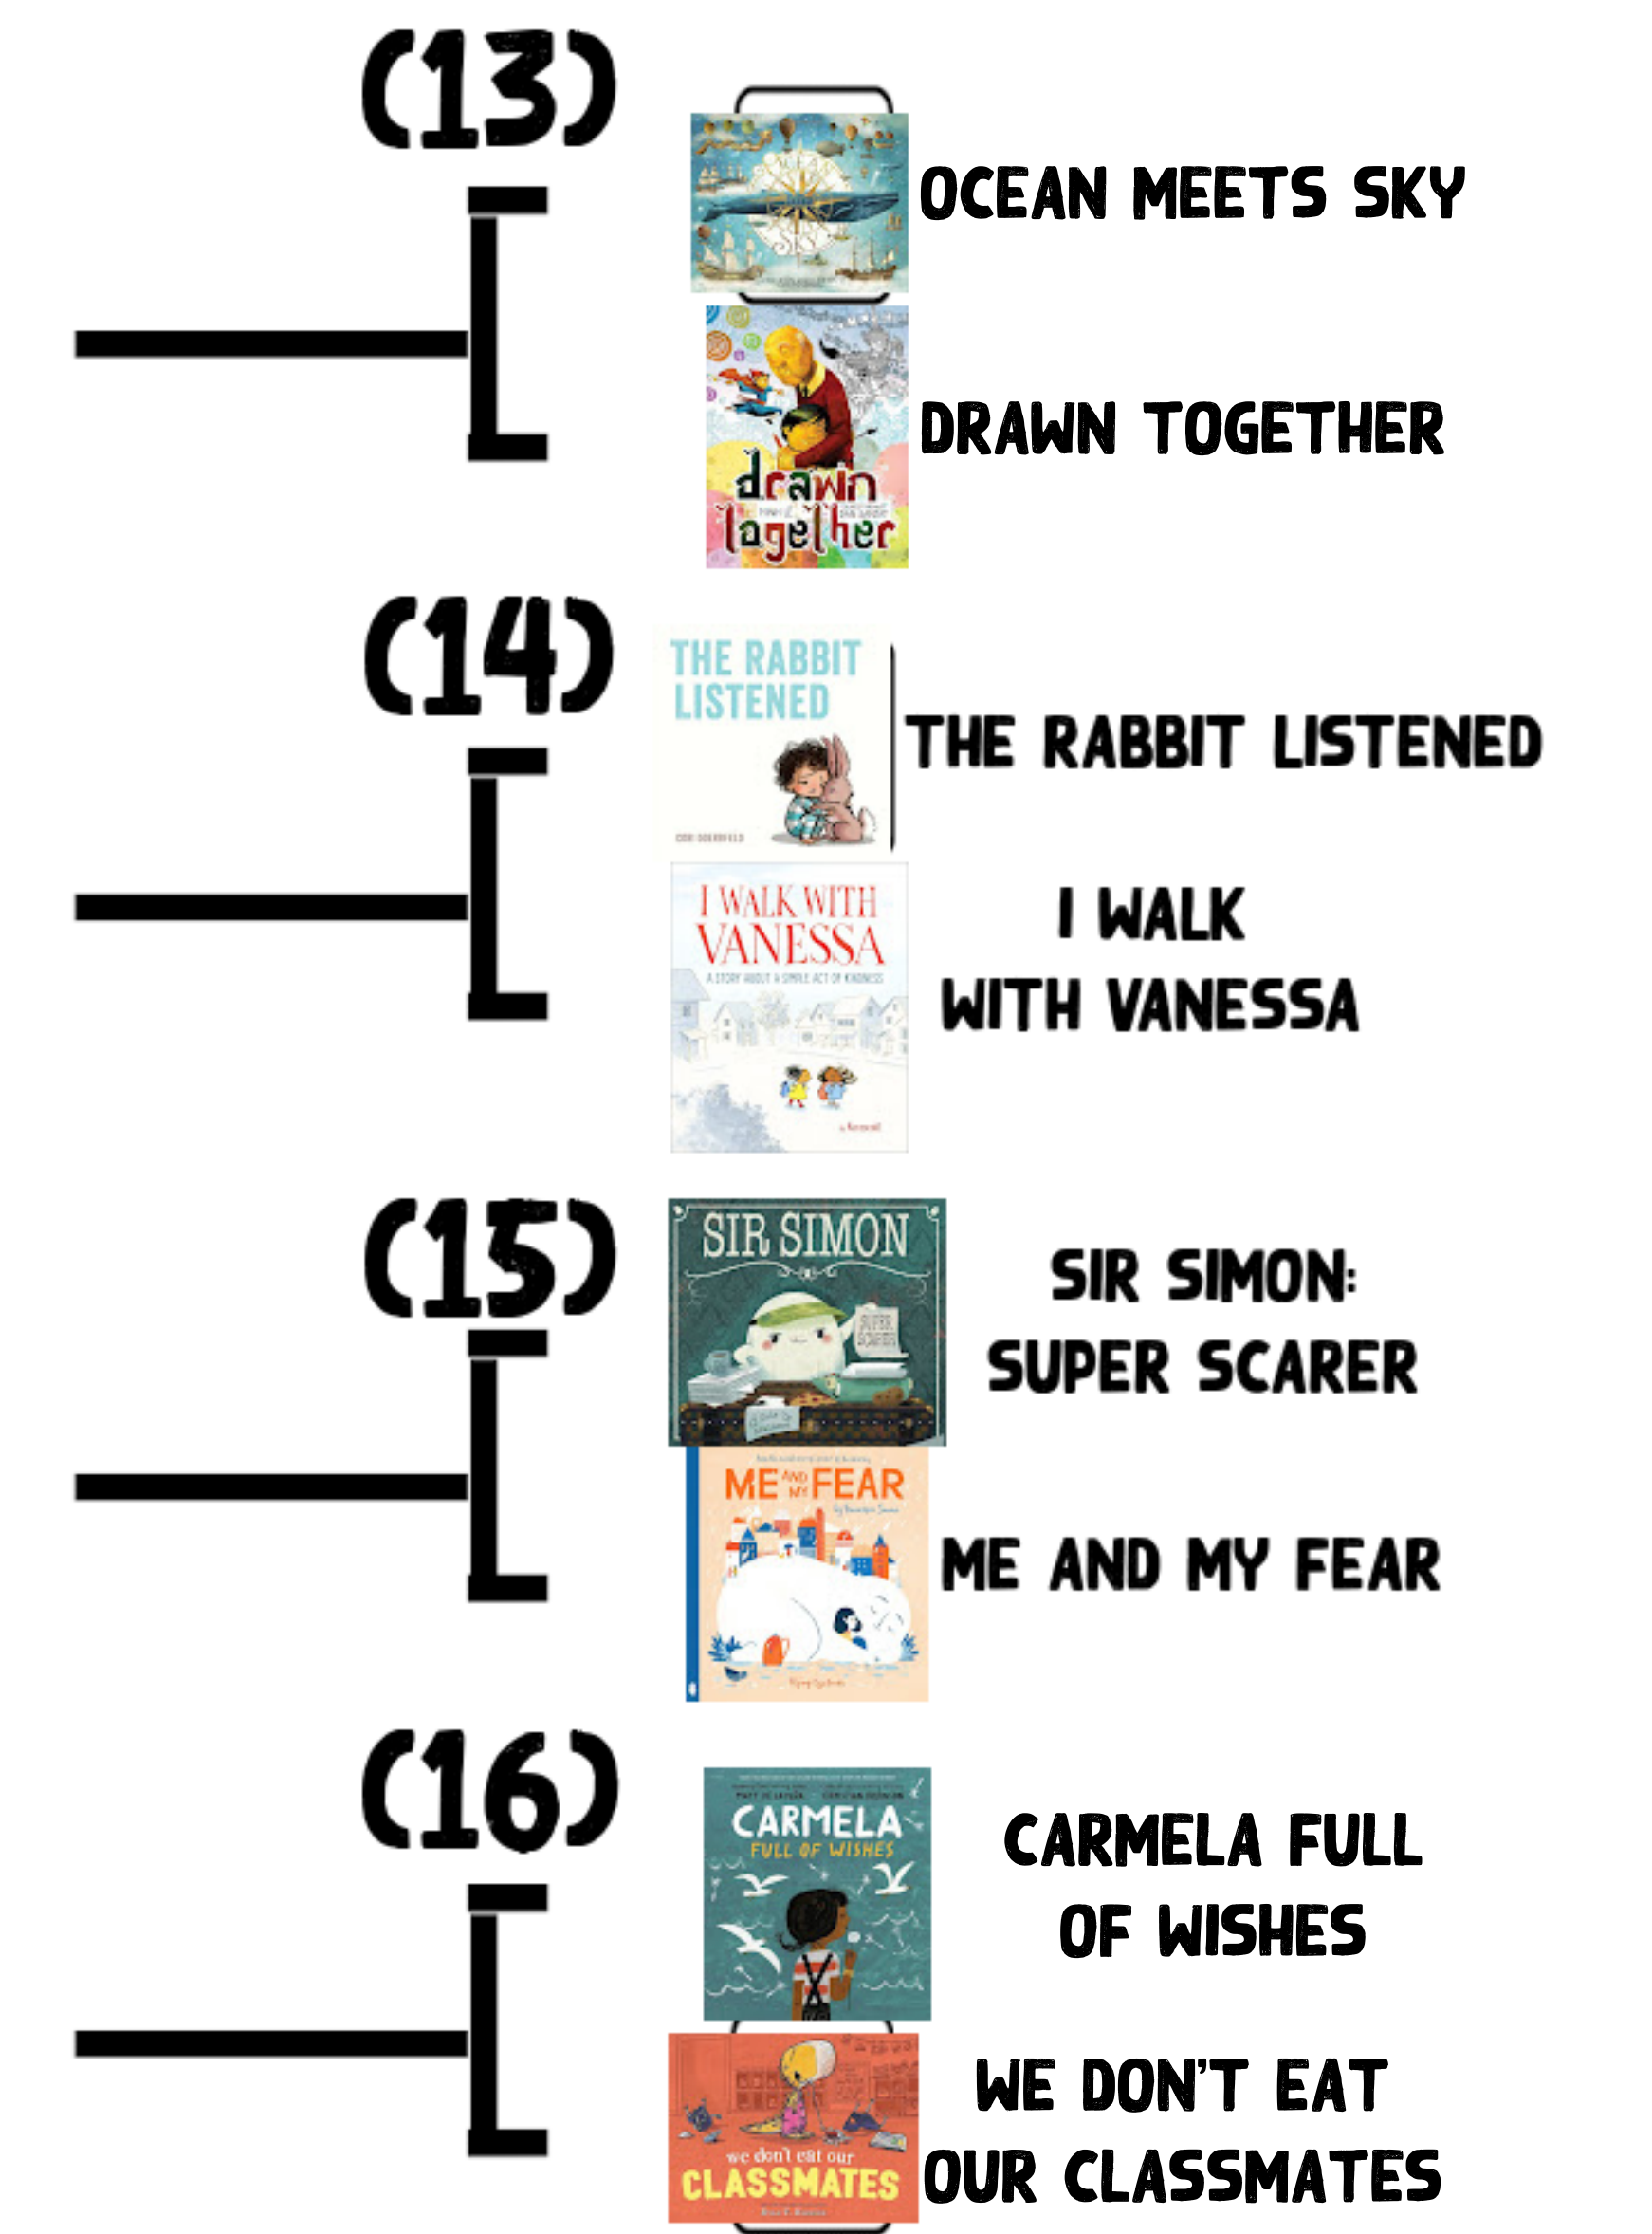 (13)
OCEAN MEETS SKY
DRAWN TOGETHER
drawn
together
(14)
THE RABBIT
LISTENED
THE RABBIT LISTENED
I WALK WITH
VANESSA
A STORY ABOUT A SIMPLE ACT OF KINDNESS
I WALK
WITH VANESSA
(15)
SIR SIMON
SUPER
SCARER
SIR SIMON:
SUPER SCARER
ME AND MY FEAR
ME AND MY FEAR
(16)
CARMELA
FULL OF WISHES
CARMELA FULL
OF WISHES
we don't eat our
CLASSMATES
WE DON'T EAT
OUR CLASSMATES